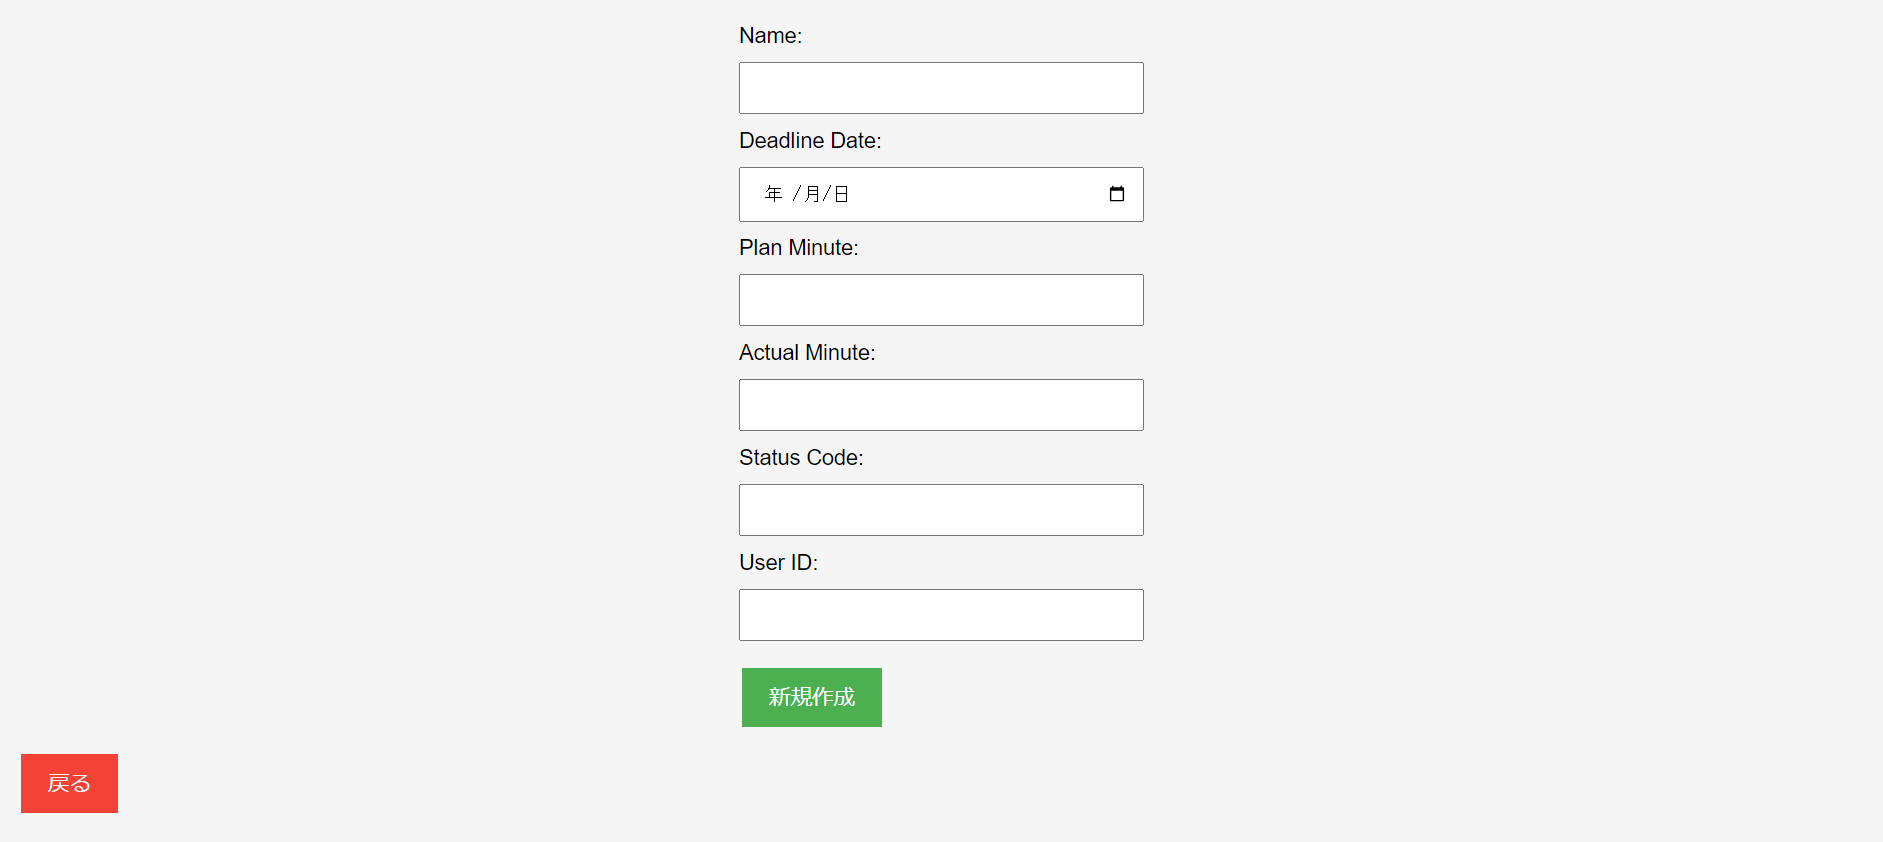 Name:
Deadline Date:
年 /月/日
Plan Minute:
Actual Minute:
Status Code:
User ID:
新規作成
戻る